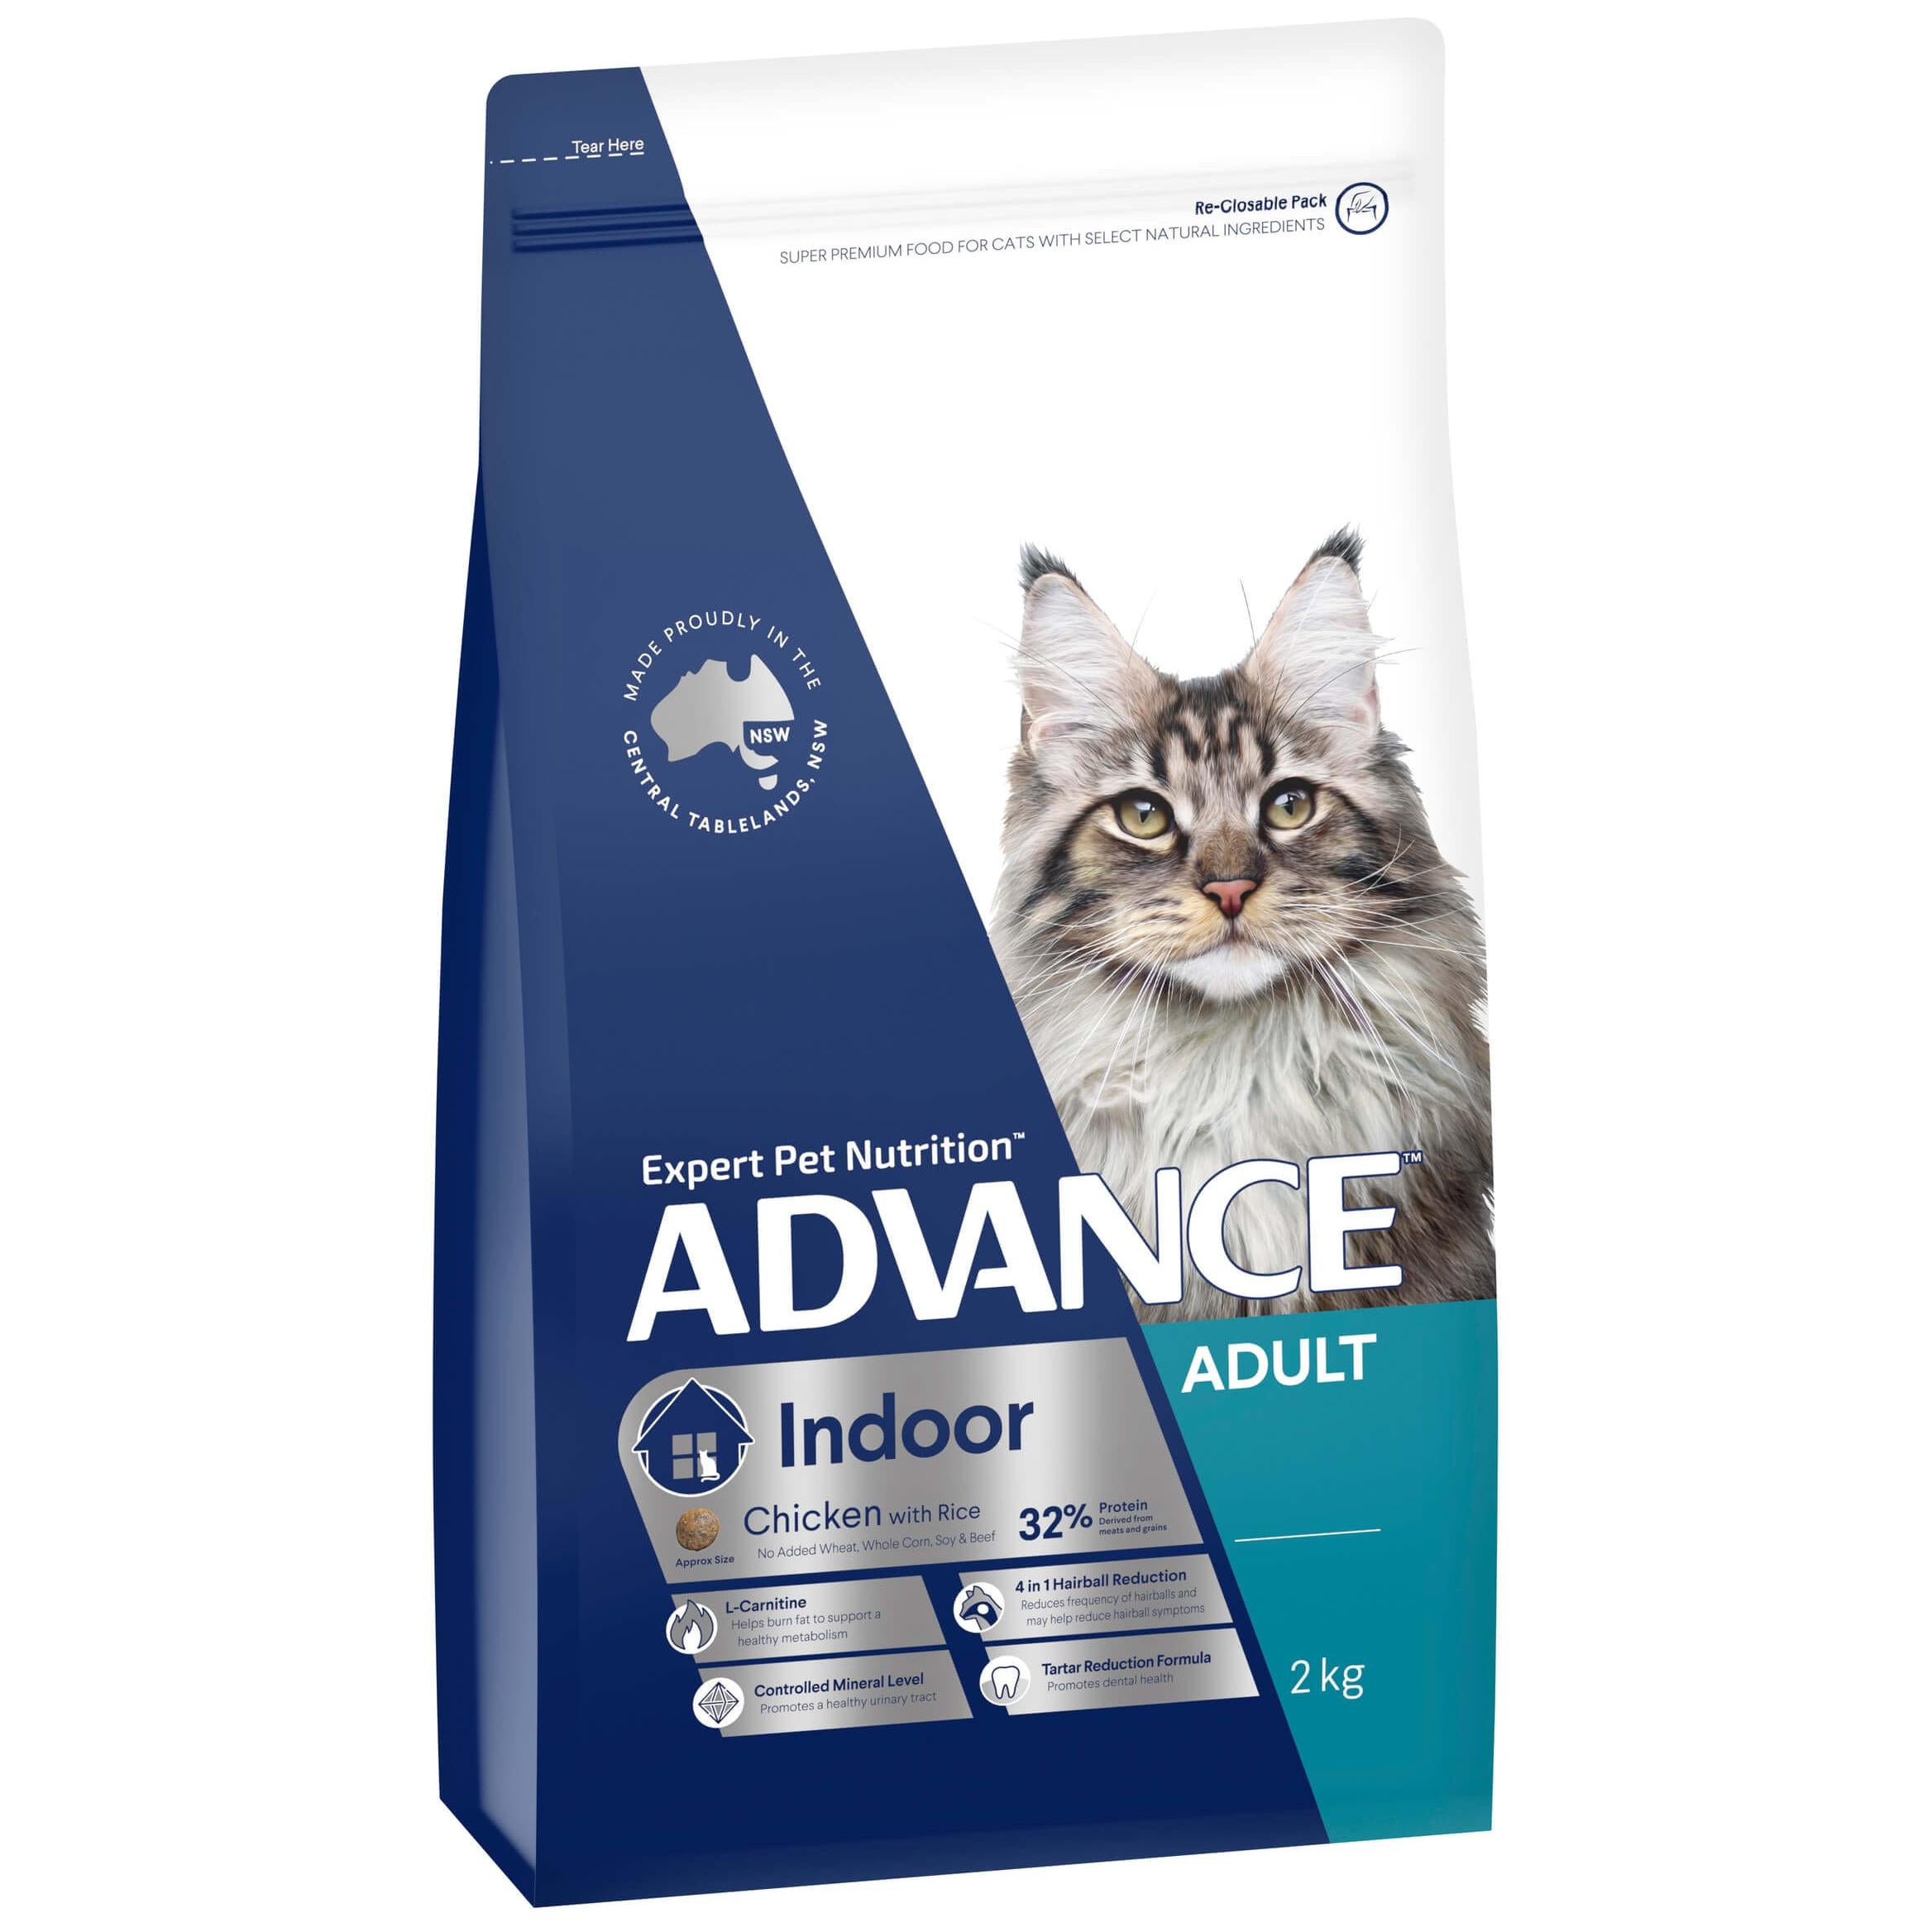 Tear Here
Re-Closable Pack
SUPER PREMIUM FOOD FOR CATS WITH SELECT NATURAL INGREDIENTS
MADE PROUDLY IN THE
NSW
CENTRAL TABLELANDS, NSW
Expert Pet Nutrition™
ADVANCE™
ADULT
Indoor
Chicken with Rice
No Added Wheat, Whole Corn, Soy & Beef
32%
Protein
Derived from
meats and grains
Approx Size
L-Carnitine
Helps burn fat to support a
healthy metabolism
4 in 1 Hairball Reduction
Reduces frequency of hairballs and
may help reduce hairball symptoms
Controlled Mineral Level
Promotes a healthy urinary tract
Tartar Reduction Formula
Promotes dental health
2 kg